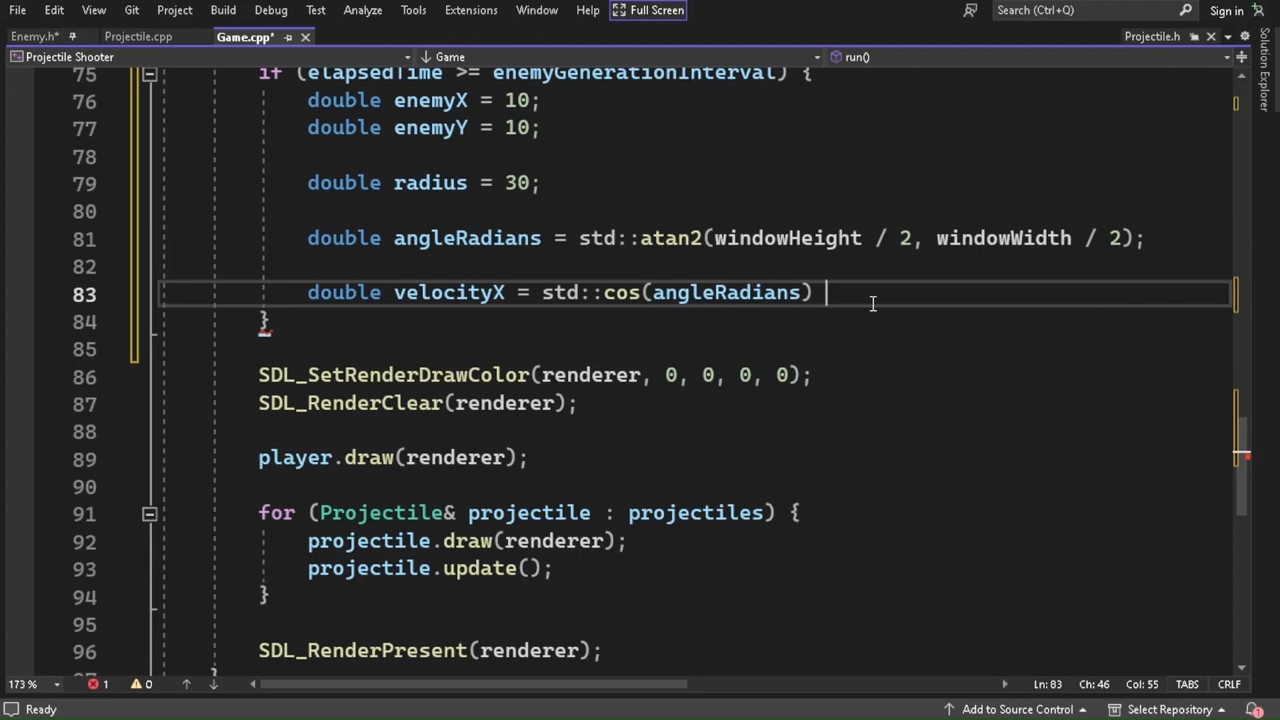 File Edit View Git Project Build Debug Test Analyze Tools Extensions Window Help Full Screen Search (Ctrl+Q) Sign in
Enemy.h* Projectile.cpp Game.cpp* Projectile.h
Projectile Shooter Game run()
Solution Explorer
75 if (elapsedTime >= enemyGenerationInterval) {
76 double enemyX = 10;
77 double enemyY = 10;
78
79 double radius = 30;
80
81 double angleRadians = std::atan2(windowHeight / 2, windowWidth / 2);
82
83 double velocityX = std::cos(angleRadians)
84 }
85
86 SDL_SetRenderDrawColor(renderer, 0, 0, 0, 0);
87 SDL_RenderClear(renderer);
88
89 player.draw(renderer);
90
91 for (Projectile& projectile : projectiles) {
92 projectile.draw(renderer);
93 projectile.update();
94 }
95
96 SDL_RenderPresent(renderer);
173 % 1 0 Ln: 83 Ch: 46 Col: 55 TABS CRLF
Ready Add to Source Control Select Repository 1